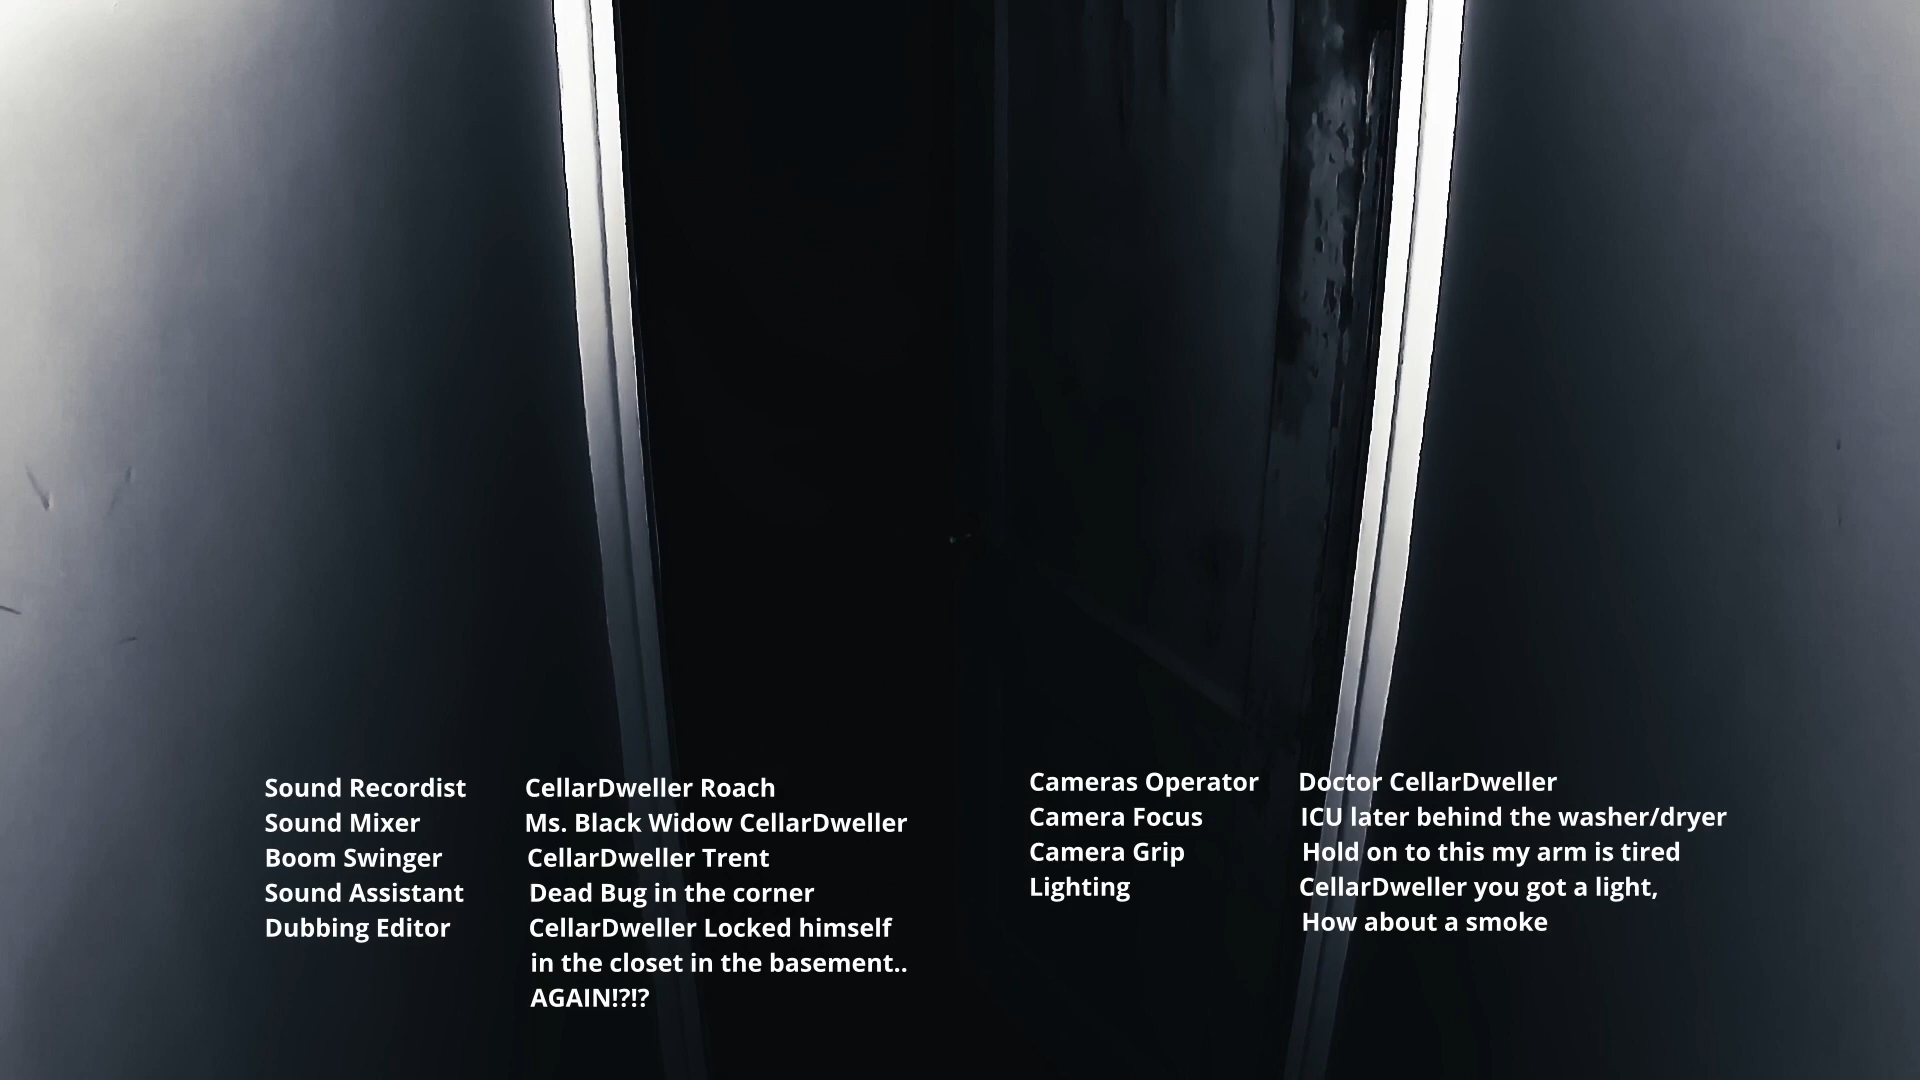 Sound Recordist CellarDweller Roach
Sound Mixer Ms. Black Widow CellarDweller
Boom Swinger CellarDweller Trent
Sound Assistant Dead Bug in the corner
Dubbing Editor CellarDweller Locked himself
in the closet in the basement..
AGAIN!?!?
Cameras Operator Doctor CellarDweller
Camera Focus ICU later behind the washer/dryer
Camera Grip Hold on to this my arm is tired
Lighting CellarDweller you got a light,
How about a smoke